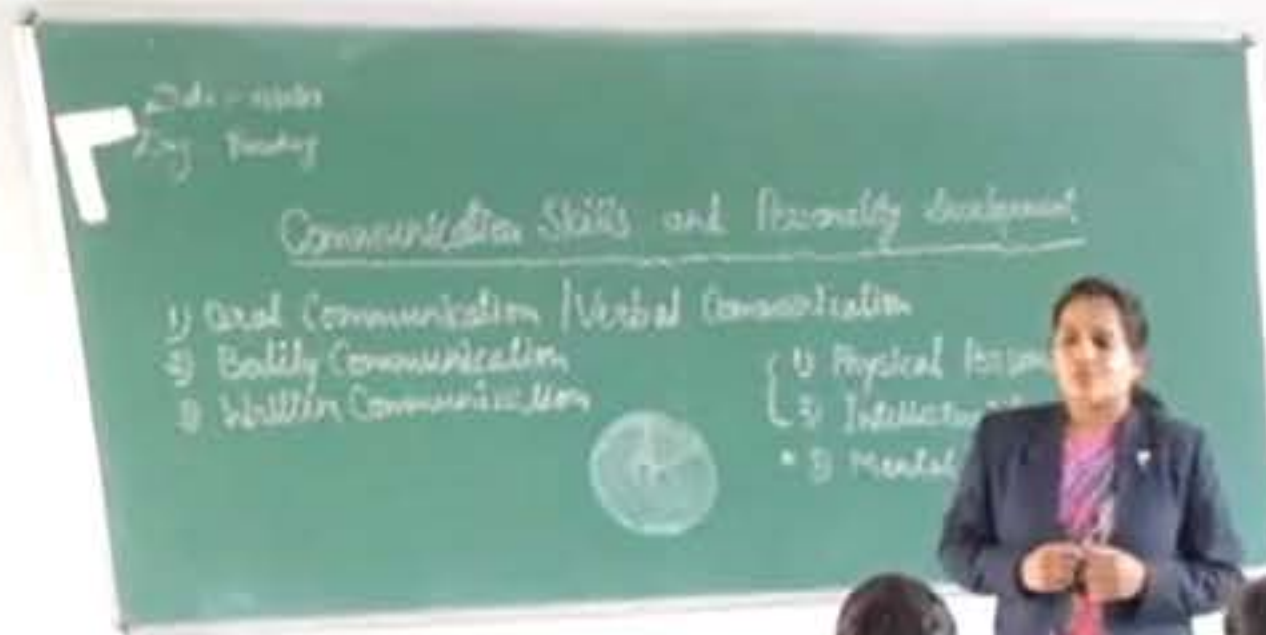 Day
Communication Skills and Personality Development
1) Oral Communication / Verbal Communication
2) Bodily Communication
3) Written Communication
1) Physical
2)
3) Mental